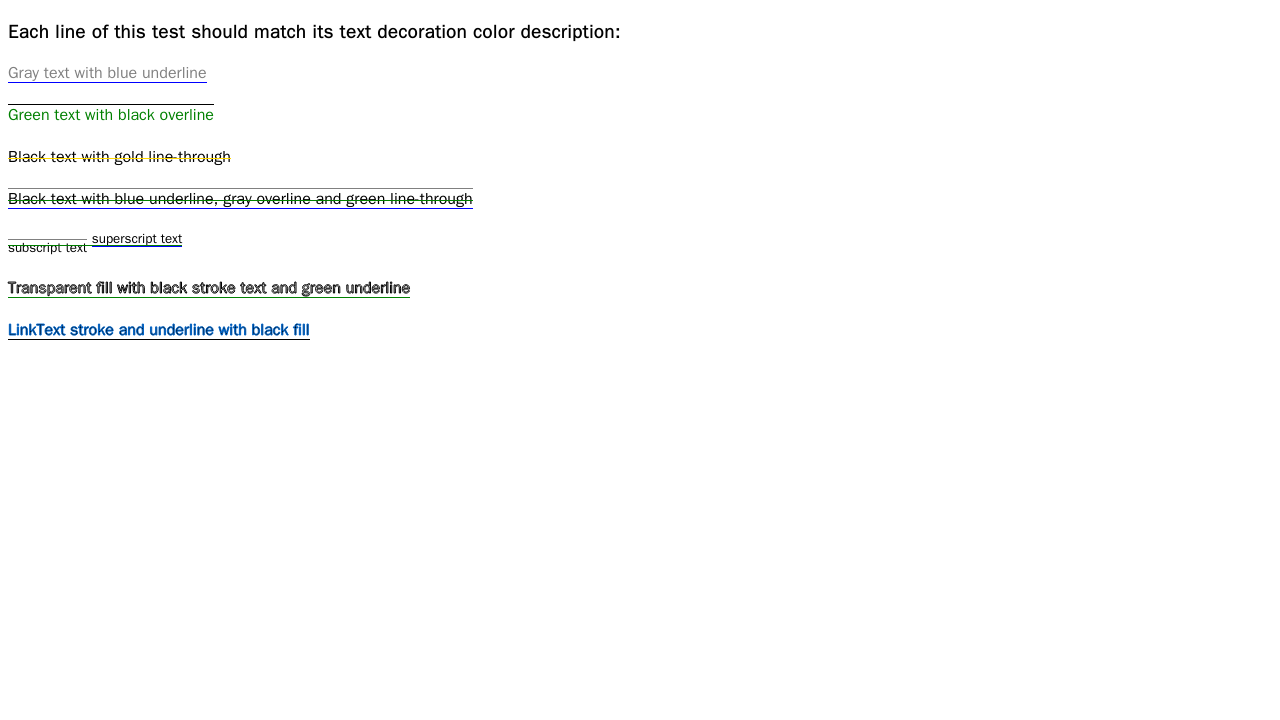 Each line of this test should match its text decoration color description:
Gray text with blue underline
Green text with black overline
Black text with gold line-through
Black text with blue underline, gray overline and green line-through
subscript text superscript text
Transparent fill with black stroke text and green underline
LinkText stroke and underline with black fill